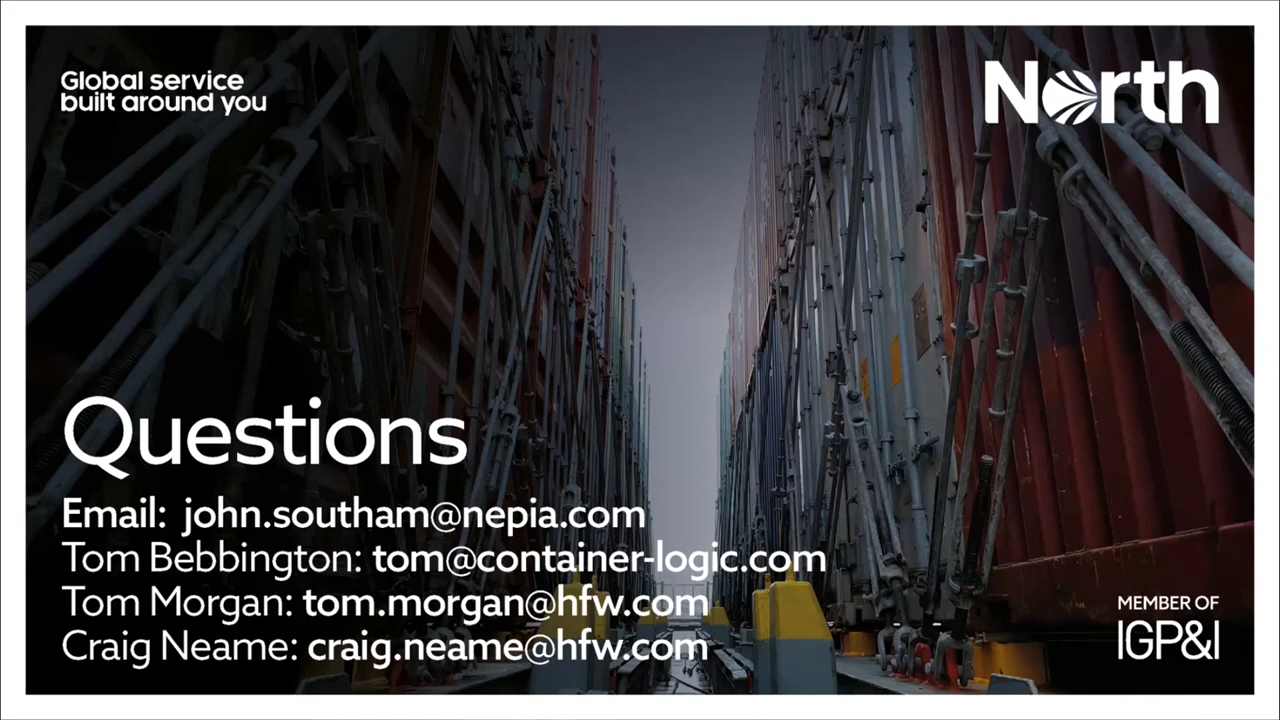 Global service
built around you
North
Questions
Email: john.southam@nepia.com
Tom Bebbington: tom@container-logic.com
Tom Morgan: tom.morgan@hfw.com
Craig Neame: craig.neame@hfw.com
MEMBER OF
IGP&I